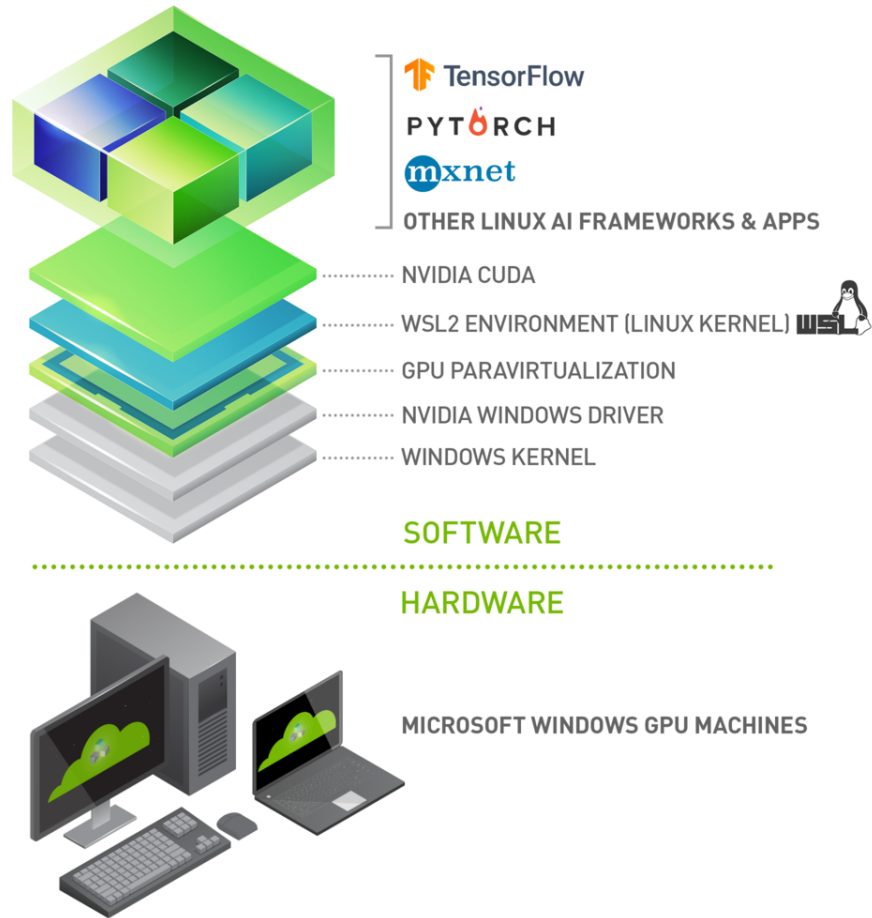 TensorFlow
PYTORCH
mxnet
OTHER LINUX AI FRAMEWORKS & APPS
NVIDIA CUDA
WSL2 ENVIRONMENT (LINUX KERNEL) WSL
GPU PARAVIRTUALIZATION
NVIDIA WINDOWS DRIVER
WINDOWS KERNEL
SOFTWARE
HARDWARE
MICROSOFT WINDOWS GPU MACHINES